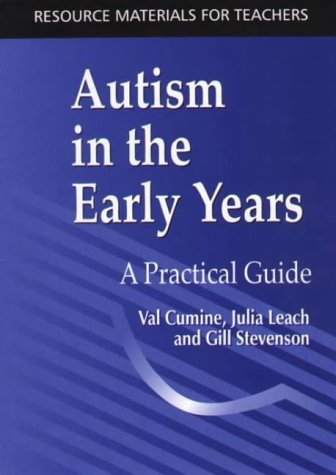 RESOURCE MATERIALS FOR TEACHERS
Autism
in the
Early Years
A Practical Guide
Val Cumine, Julia Leach
and Gill Stevenson